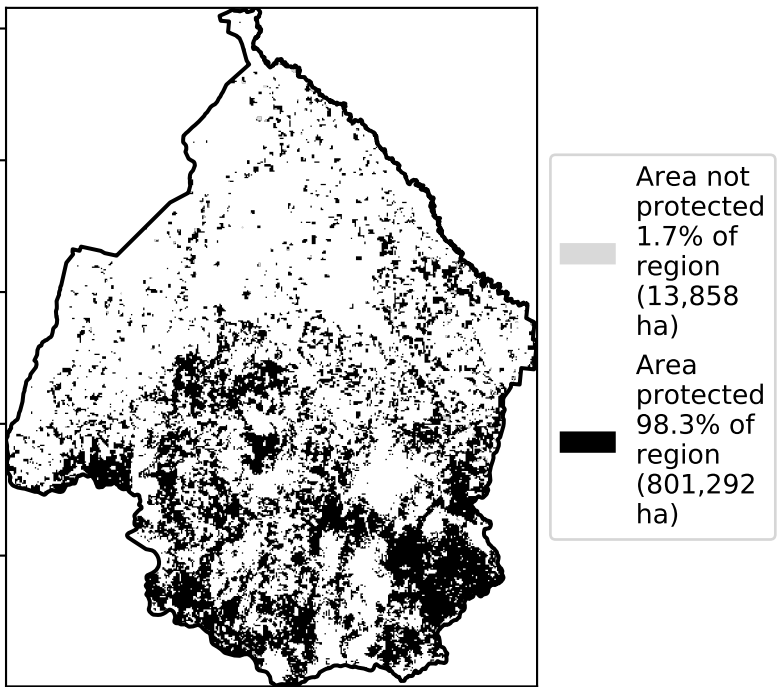 Area not
protected
1.7% of
region
(13,858
ha)
Area
protected
98.3% of
region
(801,292
ha)